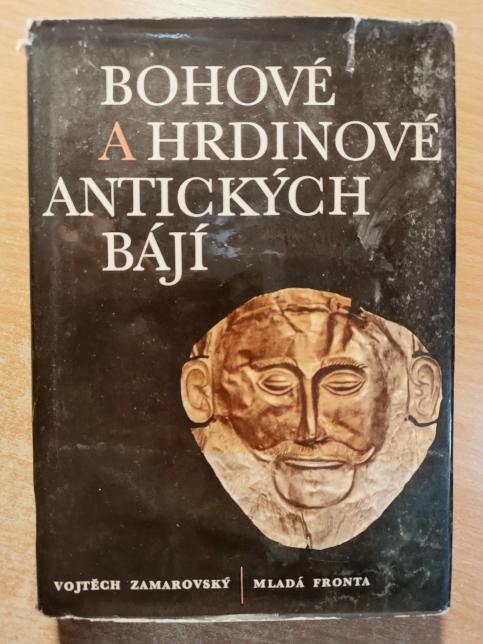 BOHOVÉ
A HRDINOVÉ
ANTICKÝCH
BÁJÍ
VOJTĚCH ZAMAROVSKÝ | MLADÁ FRONTA